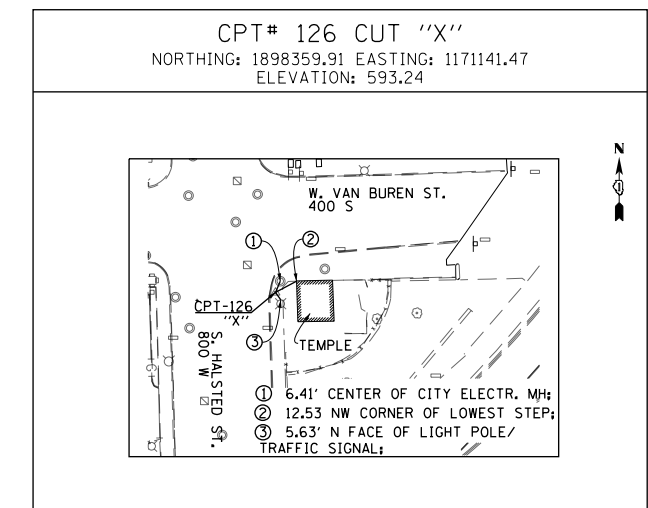 CPT# 126 CUT "X"
NORTHING: 1898359.91 EASTING: 1171141.47
ELEVATION: 593.24
N
W. VAN BUREN ST.
400 S
1
2
CPT-126
"X"
3
TEMPLE
S. HALSTED ST.
800 W
1 6.41' CENTER OF CITY ELECTR. MH;
2 12.53 NW CORNER OF LOWEST STEP;
3 5.63' N FACE OF LIGHT POLE/
TRAFFIC SIGNAL;